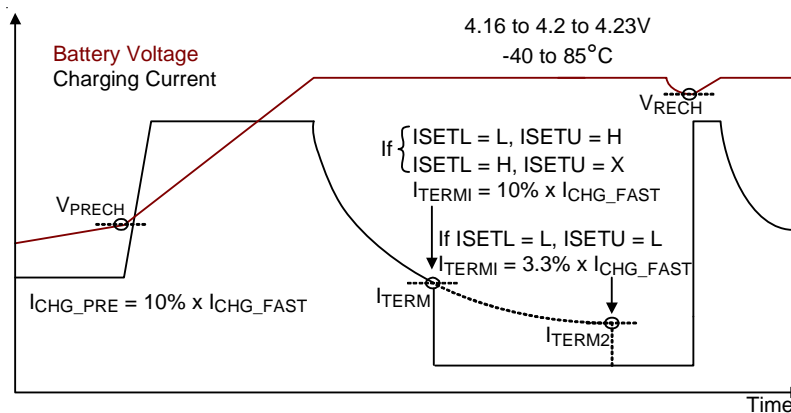 Battery Voltage
Charging Current
4.16 to 4.2 to 4.23V
-40 to 85°C
VRECH
If
ISETL = L, ISETU = H
ISETL = H, ISETU = X
ITERMI = 10% x ICHG_FAST
VPRECH
If ISETL = L, ISETU = L
ITERMI = 3.3% x ICHG_FAST
ICHG_PRE = 10% x ICHG_FAST
ITERM
ITERM2
Time